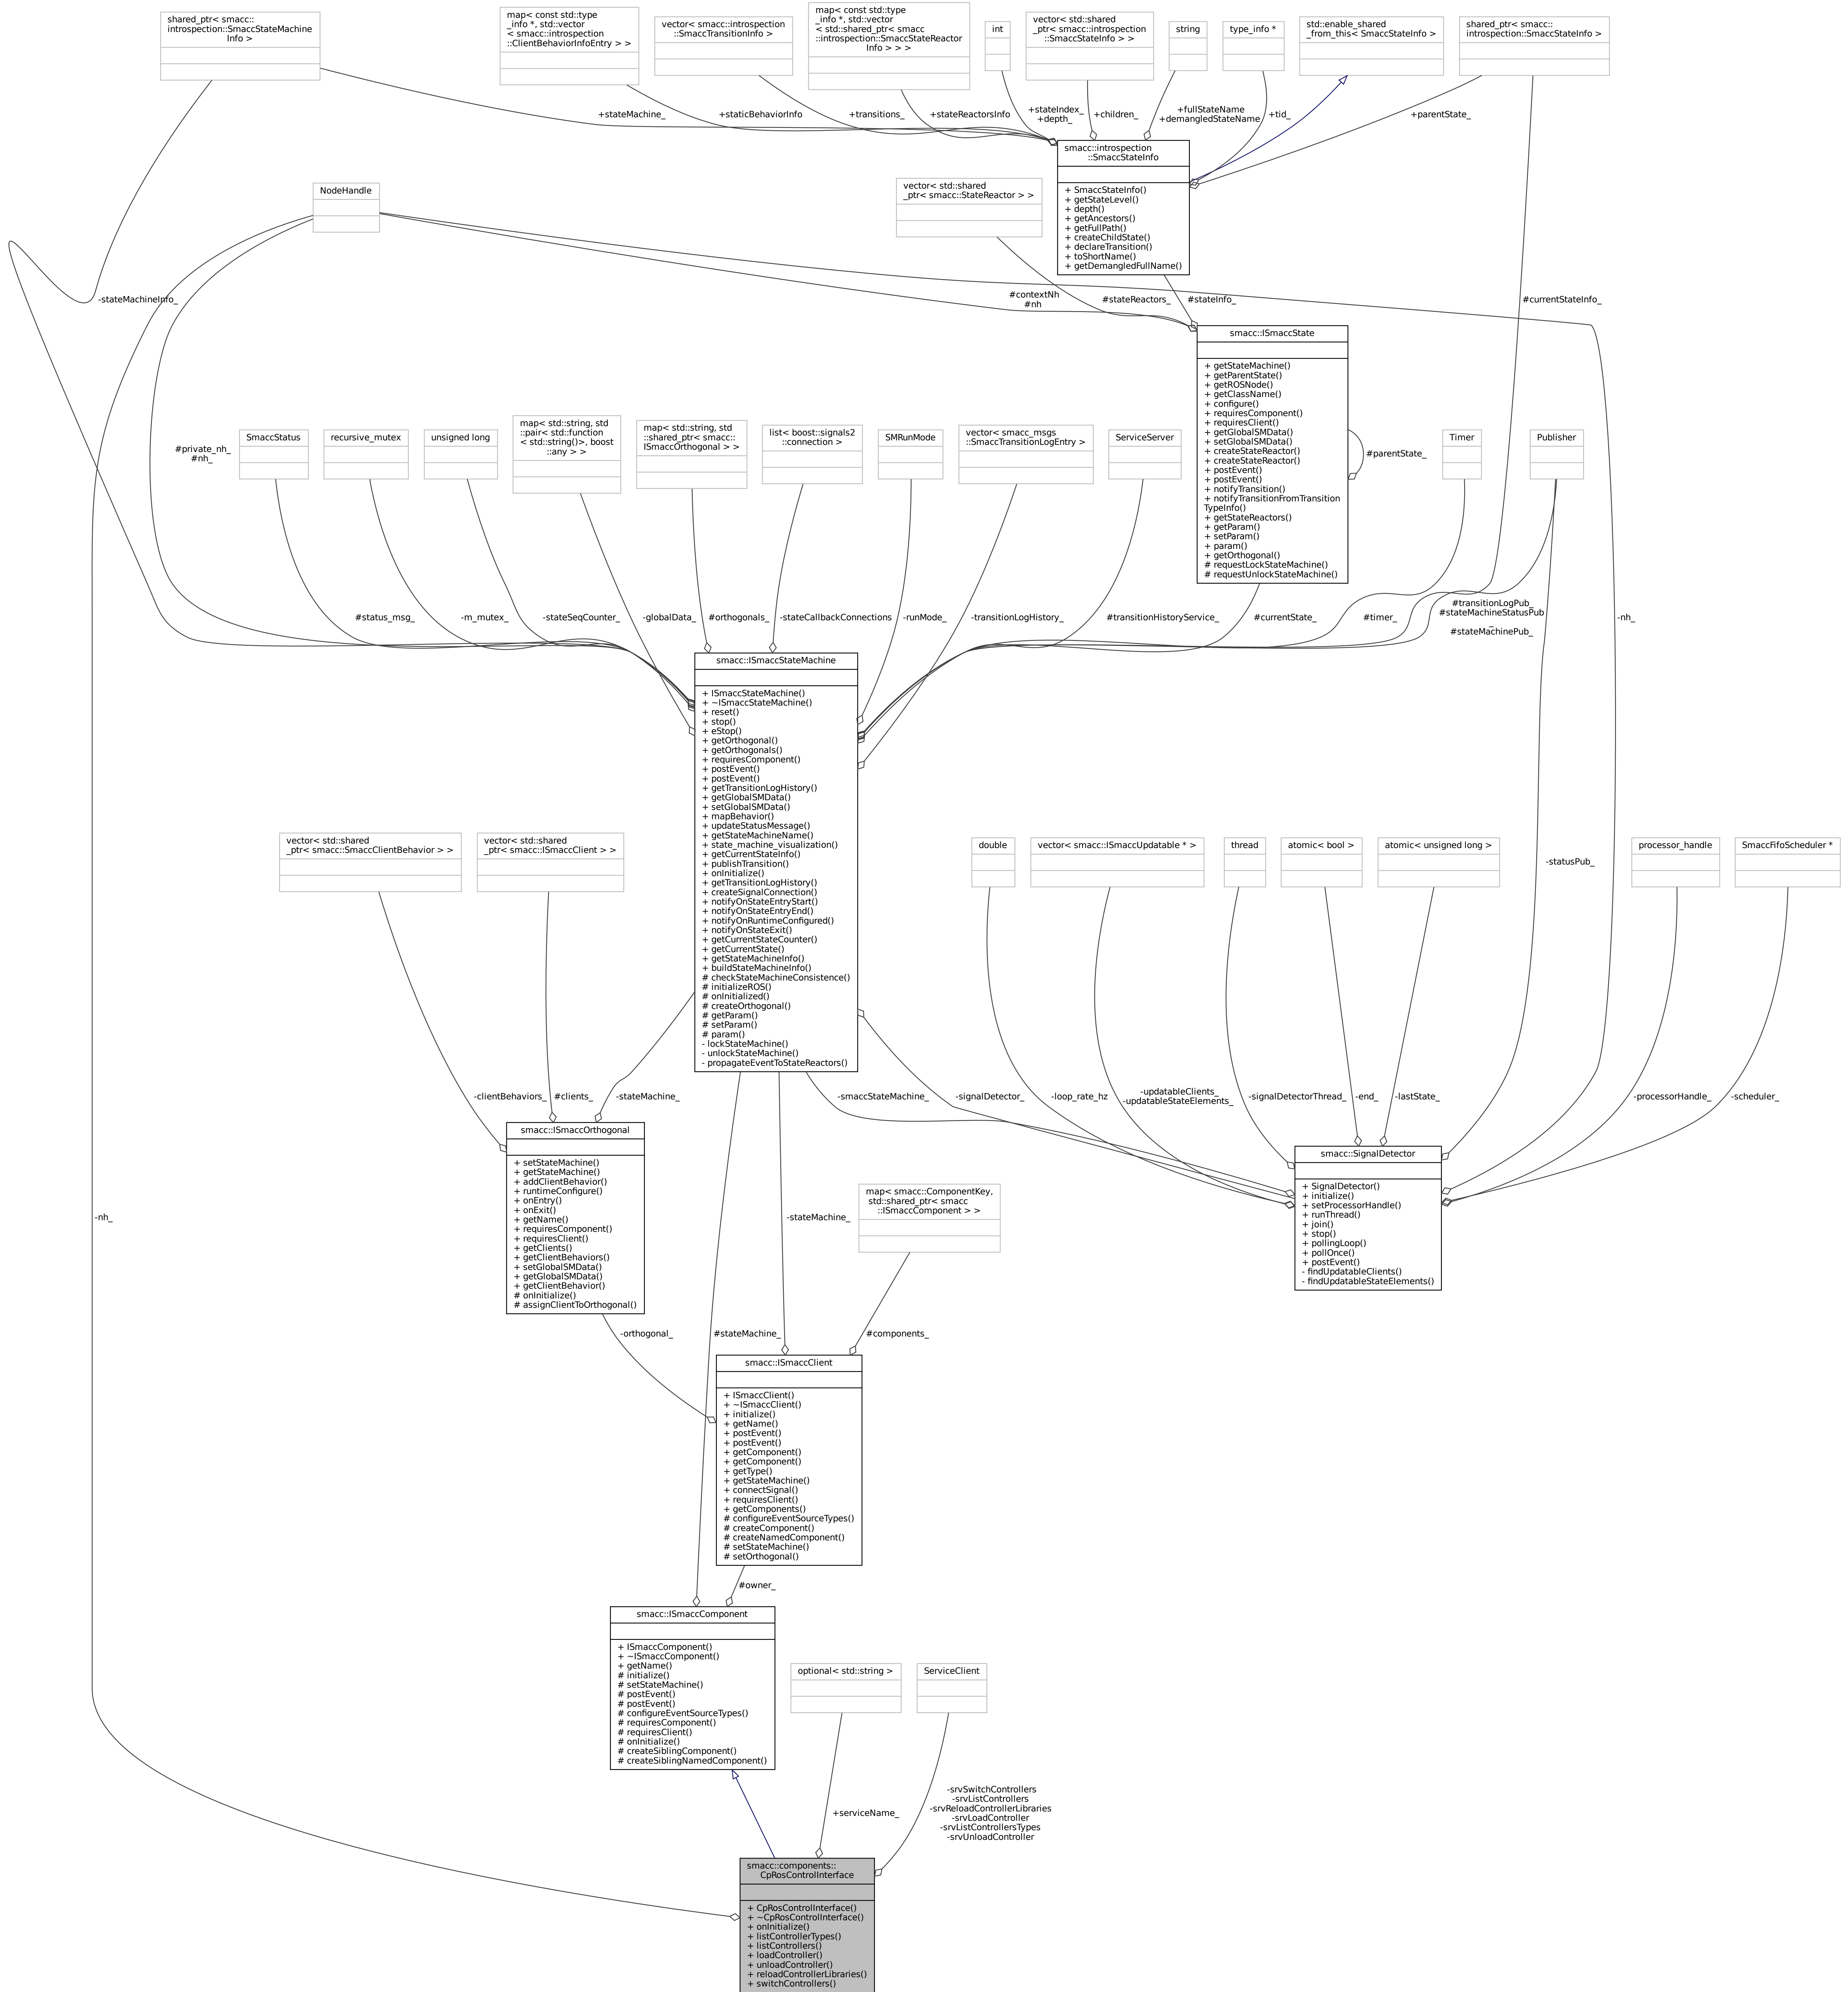 shared_ptr< smacc::
introspection::SmaccStateMachine
Info >
map< const std::type
_info *, std::vector
< smacc::introspection
::ClientBehaviorInfoEntry > >
vector< smacc::introspection
::SmaccTransitionInfo >
map< const std::type
_info *, std::vector
< std::shared_ptr< smacc
::introspection::SmaccStateReactor
Info > > >
int
vector< std::shared
_ptr< smacc::introspection
::SmaccStateInfo > >
string
type_info *
std::enable_shared
_from_this< SmaccStateInfo >
shared_ptr< smacc::
introspection::SmaccStateInfo >
+stateMachine_
+staticBehaviorInfo
+transitions_
+stateReactorsInfo
+stateIndex_
+depth_
+children_
+fullStateName
+demangledStateName
+tid_
+parentState_
smacc::introspection
::SmaccStateInfo
+ SmaccStateInfo()
+ getStateLevel()
+ depth()
+ getAncestors()
+ getFullPath()
+ createChildState()
+ declareTransition()
+ toShortName()
+ getDemangledFullName()
NodeHandle
vector< std::shared
_ptr< smacc::StateReactor > >
-stateMachineInfo_
#contextNh
#nh
#stateReactors_
#stateInfo_
#currentStateInfo_
smacc::ISmaccState
+ getStateMachine()
+ getParentState()
+ getROSNode()
+ getClassName()
+ configure()
+ requiresComponent()
+ requiresClient()
+ getGlobalSMData()
+ setGlobalSMData()
+ createStateReactor()
+ createStateReactor()
+ postEvent()
+ postEvent()
+ notifyTransition()
+ notifyTransitionFromTransition
TypeInfo()
+ getStateReactors()
+ getParam()
+ setParam()
+ param()
+ getOrthogonal()
# requestLockStateMachine()
# requestUnlockStateMachine()
#parentState_
#private_nh_
#nh_
SmaccStatus
recursive_mutex
unsigned long
map< std::string, std
::pair< std::function
< std::string()>, boost
::any > >
map< std::string, std
::shared_ptr< smacc::
ISmaccOrthogonal > >
list< boost::signals2
::connection >
SMRunMode
vector< smacc_msgs
::SmaccTransitionLogEntry >
ServiceServer
Timer
Publisher
#status_msg_
-m_mutex_
-stateSeqCounter_
-globalData_
#orthogonals_
-stateCallbackConnections
-runMode_
-transitionLogHistory_
#transitionHistoryService_
#currentState_
#timer_
#transitionLogPub_
#stateMachineStatusPub
_
#stateMachinePub_
-nh_
smacc::ISmaccStateMachine
+ ISmaccStateMachine()
+ ~ISmaccStateMachine()
+ reset()
+ stop()
+ eStop()
+ getOrthogonal()
+ getOrthogonals()
+ requiresComponent()
+ postEvent()
+ postEvent()
+ getTransitionLogHistory()
+ getGlobalSMData()
+ setGlobalSMData()
+ mapBehavior()
+ updateStatusMessage()
+ getStateMachineName()
+ state_machine_visualization()
+ getCurrentStateInfo()
+ publishTransition()
+ onInitialize()
+ getTransitionLogHistory()
+ createSignalConnection()
+ notifyOnStateEntryStart()
+ notifyOnStateEntryEnd()
+ notifyOnRuntimeConfigured()
+ notifyOnStateExit()
+ getCurrentStateCounter()
+ getCurrentState()
+ getStateMachineInfo()
+ buildStateMachineInfo()
# checkStateMachineConsistence()
# initializeROS()
# onInitialized()
# createOrthogonal()
# getParam()
# setParam()
# param()
- lockStateMachine()
- unlockStateMachine()
- propagateEventToStateReactors()
vector< std::shared
_ptr< smacc::SmaccClientBehavior > >
vector< std::shared
_ptr< smacc::ISmaccClient > >
double
vector< smacc::ISmaccUpdatable * >
thread
atomic< bool >
atomic< unsigned long >
-statusPub_
processor_handle
SmaccFifoScheduler *
-clientBehaviors_
#clients_
-stateMachine_
-smaccStateMachine_
-signalDetector_
-loop_rate_hz
-updatableClients_
-updatableStateElements_
-signalDetectorThread_
-end_
-lastState_
-processorHandle_
-scheduler_
smacc::ISmaccOrthogonal
+ setStateMachine()
+ getStateMachine()
+ addClientBehavior()
+ runtimeConfigure()
+ onEntry()
+ onExit()
+ getName()
+ requiresComponent()
+ requiresClient()
+ getClients()
+ getClientBehaviors()
+ setGlobalSMData()
+ getGlobalSMData()
+ getClientBehavior()
# onInitialize()
# assignClientToOrthogonal()
smacc::SignalDetector
+ SignalDetector()
+ initialize()
+ setProcessorHandle()
+ runThread()
+ join()
+ stop()
+ pollingLoop()
+ pollOnce()
+ postEvent()
- findUpdatableClients()
- findUpdatableStateElements()
-nh_
-stateMachine_
map< smacc::ComponentKey,
std::shared_ptr< smacc
::ISmaccComponent > >
-orthogonal_
#stateMachine_
#components_
smacc::ISmaccClient
+ ISmaccClient()
+ ~ISmaccClient()
+ initialize()
+ getName()
+ postEvent()
+ postEvent()
+ getComponent()
+ getComponent()
+ getType()
+ getStateMachine()
+ connectSignal()
+ requiresClient()
+ getComponents()
# configureEventSourceTypes()
# createComponent()
# createNamedComponent()
# setStateMachine()
# setOrthogonal()
#owner_
smacc::ISmaccComponent
+ ISmaccComponent()
+ ~ISmaccComponent()
+ getName()
# initialize()
# setStateMachine()
# postEvent()
# postEvent()
# configureEventSourceTypes()
# requiresComponent()
# requiresClient()
# onInitialize()
# createSiblingComponent()
# createSiblingNamedComponent()
optional< std::string >
ServiceClient
+serviceName_
-srvSwitchControllers
-srvListControllers
-srvReloadControllerLibraries
-srvLoadController
-srvListControllersTypes
-srvUnloadController
smacc::components::
CpRosControlInterface
+ CpRosControlInterface()
+ ~CpRosControlInterface()
+ onInitialize()
+ listControllerTypes()
+ listControllers()
+ loadController()
+ unloadController()
+ reloadControllerLibraries()
+ switchControllers()